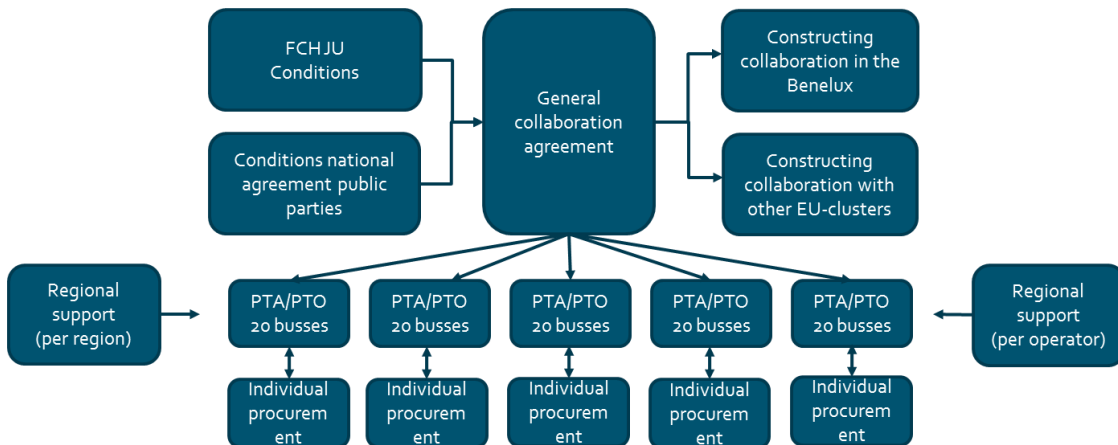 FCH JU
Conditions
General
collaboration
agreement
Constructing
collaboration in the
Benelux
Conditions national
agreement public
parties
Constructing
collaboration with
other EU-clusters
Regional
support
(per region)
PTA/PTO
20 busses
PTA/PTO
20 busses
PTA/PTO
20 busses
PTA/PTO
20 busses
PTA/PTO
20 busses
Regional
support
(per operator)
Individual
procurem
ent
Individual
procurem
ent
Individual
procurem
ent
Individual
procurem
ent
Individual
procurem
ent